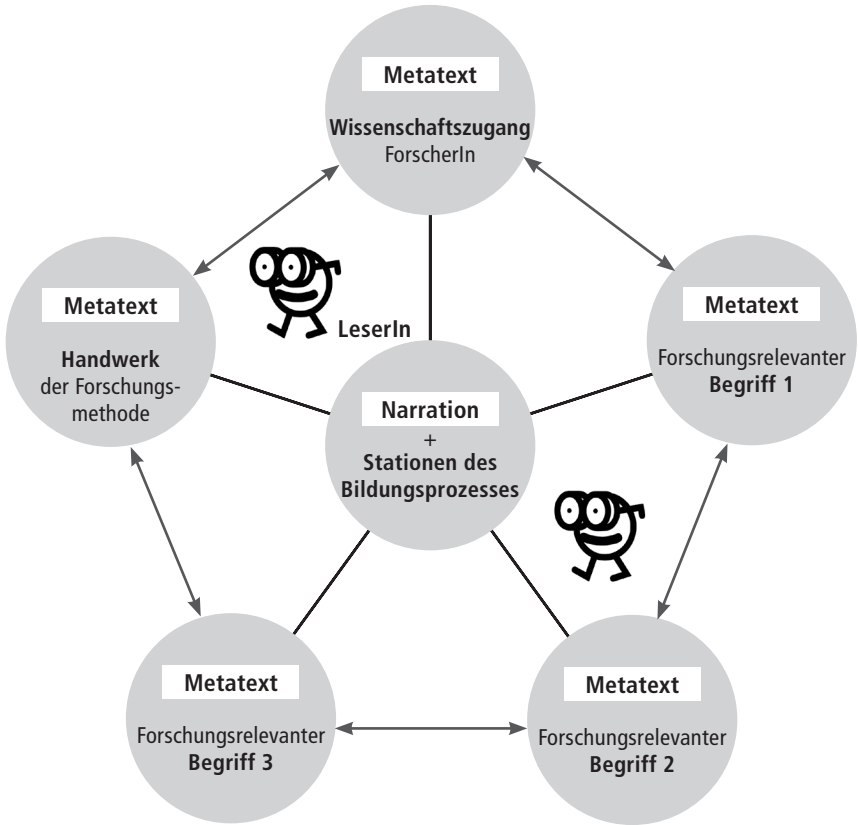 Metatext
Wissenschaftszugang
ForscherIn
Metatext
Handwerk
der Forschungs-
methode
LeserIn
Metatext
Forschungsrelevanter
Begriff 1
Narration
+
Stationen des
Bildungsprozesses
Metatext
Forschungsrelevanter
Begriff 3
Metatext
Forschungsrelevanter
Begriff 2